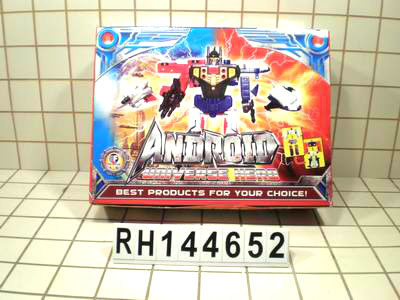 ANDROID
UNIVERSE HERO
BEST PRODUCTS FOR YOUR CHOICE!
RH144652